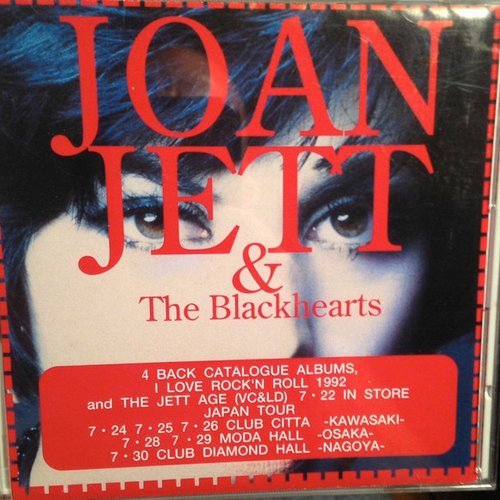 JOAN
JETT
&
The Blackhearts
4 BACK CATALOGUE ALBUMS,
I LOVE ROCK'N ROLL 1992
and THE JETT AGE (VC&LD) 7・22 IN STORE
JAPAN TOUR
7・24 7・25 7・26 CLUB CITTA -KAWASAKI-
7・28 7・29 MODA HALL -OSAKA-
7・30 CLUB DIAMOND HALL -NAGOYA-